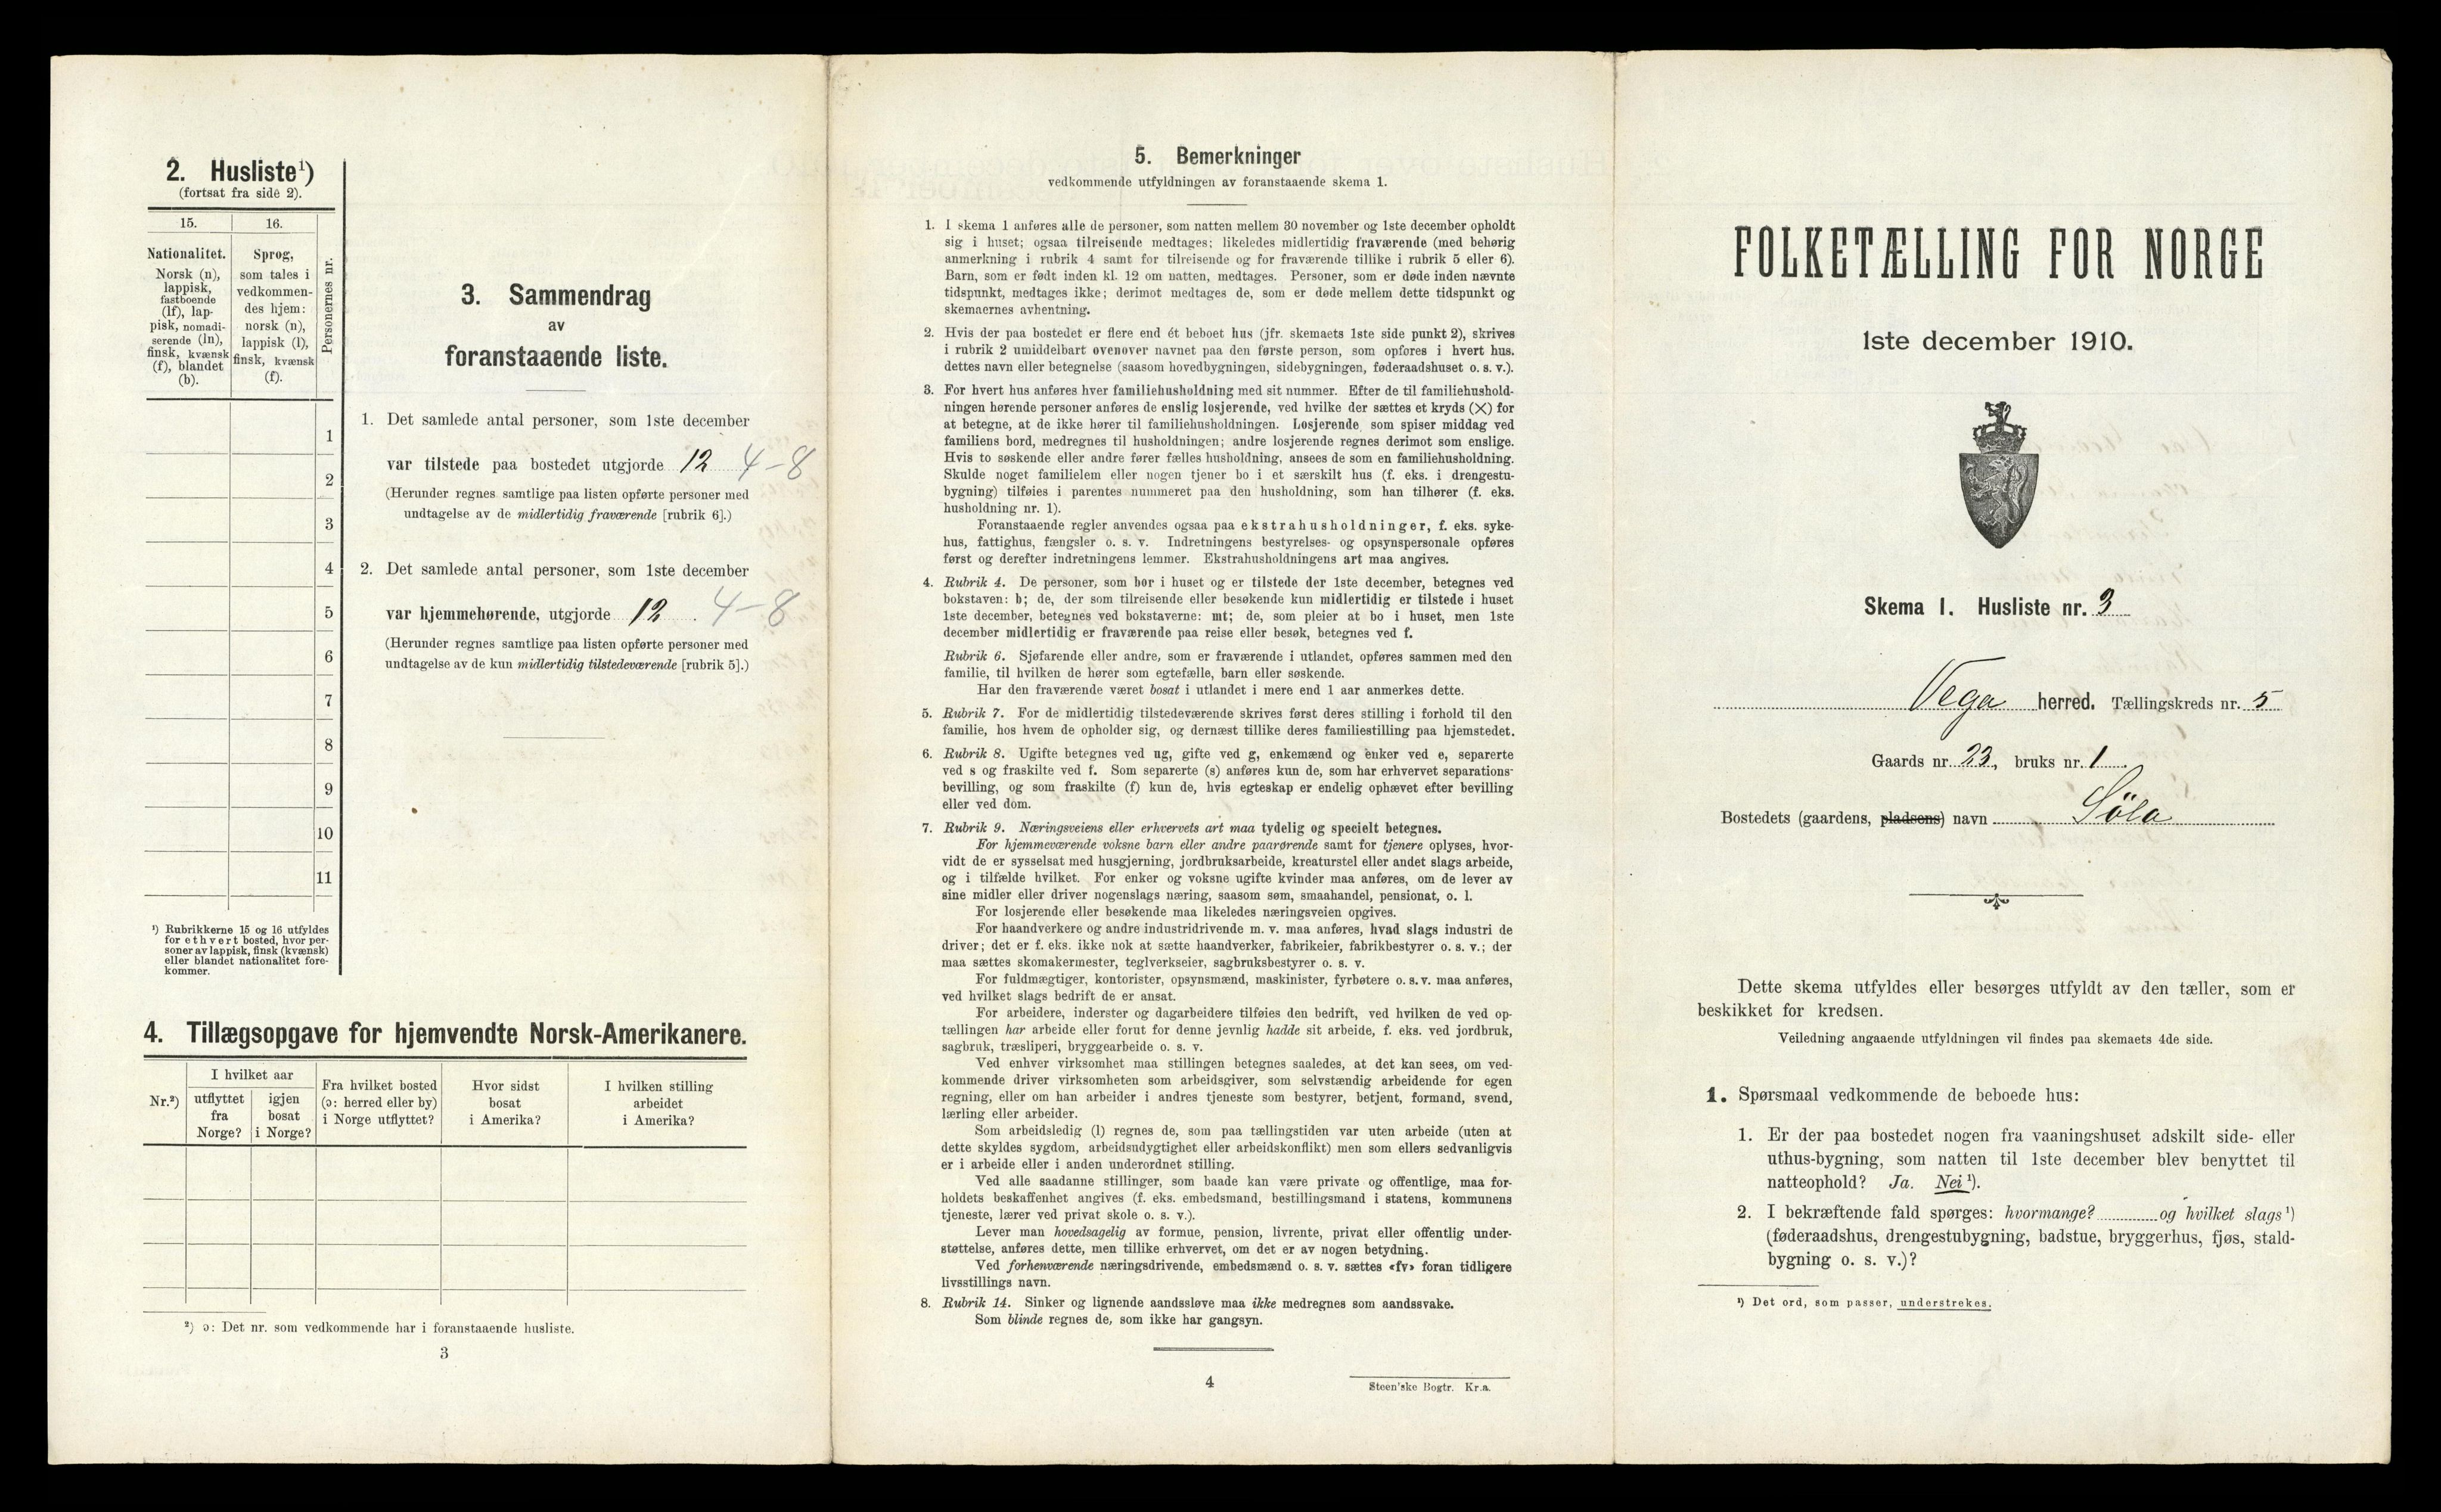 2. Husliste¹)
(fortsat fra side 2).
15.
16.
Personernes nr.
Nationalitet.
Norsk (n),
lappisk,
fastboende
(lf), lap-
pisk, nomadi-
serende (ln),
finsk, kvænsk
(f), blandet
(b).
Sprog,
som tales i
vedkommen-
des hjem:
norsk (n),
lappisk (l),
finsk, kvænsk
(f).
1
2
3
4
5
6
7
8
9
10
11
¹) Rubrikkerne 15 og 16 utfyldes
for ethvert bosted, hvor per-
soner av lappisk, finsk (kvænsk)
eller blandet nationalitet fore-
kommer.
3. Sammendrag
av
foranstaaende liste.
1. Det samlede antal personer, som 1ste december
var tilstede paa bostedet utgjorde 12 4-8
(Herunder regnes samtlige paa listen opførte personer med
undtagelse av de midlertidig fraværende [rubrik 6].)
2. Det samlede antal personer, som 1ste december
var hjemmehørende, utgjorde 12. 4-8
(Herunder regnes samtlige paa listen opførte personer med
undtagelse av de kun midlertidig tilstedeværende [rubrik 5].)
4. Tillægsopgave for hjemvendte Norsk-Amerikanere.
Nr.²)
I hvilket aar
utflyttet
fra
Norge?
igjen
bosat
i Norge?
Fra hvilket bosted
(ɔ: herred eller by)
i Norge utflyttet?
Hvor sidst
bosat
i Amerika?
I hvilken stilling
arbeidet
i Amerika?
²) ɔ: Det nr. som vedkommende har i foranstaaende husliste.
3
5. Bemerkninger
vedkommende utfyldningen av foranstaaende skema 1.
1. I skema 1 anføres alle de personer, som natten mellem 30 november og 1ste december opholdt
sig i huset; ogsaa tilreisende medtages; likeledes midlertidig fraværende (med behørig
anmerkning i rubrik 4 samt for tilreisende og for fraværende tillike i rubrik 5 eller 6).
Barn, som er født inden kl. 12 om natten, medtages. Personer, som er døde inden nævnte
tidspunkt, medtages ikke; derimot medtages de, som er døde mellem dette tidspunkt og
skemaernes avhentning.
2. Hvis der paa bostedet er flere end ét beboet hus (jfr. skemaets 1ste side punkt 2), skrives
i rubrik 2 umiddelbart ovenover navnet paa den første person, som opføres i hvert hus.
dettes navn eller betegnelse (saasom hovedbygningen, sidebygningen, føderaadshuset o. s. v.).
3. For hvert hus anføres hver familiehusholdning med sit nummer. Efter de til familiehushold-
ningen hørende personer anføres de enslig losjerende, ved hvilke der sættes et kryds (×) for
at betegne, at de ikke hører til familiehusholdningen. Losjerende som spiser middag ved
familiens bord, medregnes til husholdningen; andre losjerende regnes derimot som enslige.
Hvis to søskende eller andre fører fælles husholdning, ansees de som en familiehusholdning.
Skulde noget familielem eller nogen tjener bo i et særskilt hus (f. eks. i drengestu-
bygning) tilføies i parentes nummeret paa den husholdning, som han tilhører (f. eks.
husholdning nr. 1).
Foranstaaende regler anvendes ogsaa paa ekstrahusholdninger, f. eks. syke-
hus, fattighus, fængsler o. s. v. Indretningens bestyrelses- og opsynspersonale opføres
først og derefter indretningens lemmer. Ekstrahusholdningens art maa angives.
4. Rubrik 4. De personer, som bor i huset og er tilstede der 1ste december, betegnes ved
bokstaven: b; de, der som tilreisende eller besøkende kun midlertidig er tilstede i huset
1ste december, betegnes ved bokstaverne: mt; de, som pleier at bo i huset, men 1ste
december midlertidig er fraværende paa reise eller besøk, betegnes ved f.
Rubrik 6. Sjøfarende eller andre, som er fraværende i utlandet, opføres sammen med den
familie, til hvilken de hører som egtefælle, barn eller søskende.
Har den fraværende været bosat i utlandet i mere end 1 aar anmerkes dette.
5. Rubrik 7. For de midlertidig tilstedeværende skrives først deres stilling i forhold til den
familie, hos hvem de opholder sig, og dernæst tillike deres familiestilling paa hjemstedet.
6. Rubrik 8. Ugifte betegnes ved ug, gifte ved g, enkemænd og enker ved e, separerte
ved s og fraskilte ved f. Som separerte (s) anføres kun de, som har erhvervet separations-
bevilling, og som fraskilte (f) kun de, hvis egteskap er endelig ophævet efter bevilling
eller ved dom.
7. Rubrik 9. Næringsveiens eller erhvervets art maa tydelig og specielt betegnes.
For hjemmeværende voksne barn eller andre paarørende samt for tjenere oplyses, hvor-
vidt de er sysselsat med husgjerning, jordbruksarbeide, kreaturstel eller andet slags arbeide,
og i tilfælde hvilket. For enker og voksne ugifte kvinder maa anføres, om de lever av
sine midler eller driver nogenslags næring, saasom søm, smaahandel, pensionat, o. l.
For losjerende eller besøkende maa likeledes næringsveien opgives.
For haandverkere og andre industridrivende m. v. maa anføres, hvad slags industri de
driver; det er f. eks. ikke nok at sætte haandverker, fabrikeier, fabrikbestyrer o. s. v.; der
maa sættes skomakermester, teglverkseier, sagbruksbestyrer o. s. v.
For fuldmægtiger, kontorister, opsynsmænd, maskinister, fyrbøtere o. s. v. maa anføres,
ved hvilket slags bedrift de er ansat.
For arbeidere, inderster og dagarbeidere tilføies den bedrift, ved hvilken de ved op-
tællingen har arbeide eller forut for denne jevnlig hadde sit arbeide, f. eks. ved jordbruk,
sagbruk, træsliperi, bryggearbeide o. s. v.
Ved enhver virksomhet maa stillingen betegnes saaledes, at det kan sees, om ved-
kommende driver virksomheten som arbeidsgiver, som selvstændig arbeidende for egen
regning, eller om han arbeider i andres tjeneste som bestyrer, betjent, formand, svend,
lærling eller arbeider.
Som arbeidsledig (l) regnes de, som paa tællingstiden var uten arbeide (uten at
dette skyldes sygdom, arbeidsudygtighet eller arbeidskonflikt) men som ellers sedvanligvis
er i arbeide eller i anden underordnet stilling.
Ved alle saadanne stillinger, som baade kan være private og offentlige, maa for-
holdets beskaffenhet angives (f. eks. embedsmand, bestillingsmand i statens, kommunens
tjeneste, lærer ved privat skole o. s. v.).
Lever man hovedsagelig av formue, pension, livrente, privat eller offentlig under-
støttelse, anføres dette, men tillike erhvervet, om det er av nogen betydning.
Ved forhenværende næringsdrivende, embedsmænd o. s. v. sættes «fv» foran tidligere
livsstillings navn.
8. Rubrik 14. Sinker og lignende aandssløve maa ikke medregnes som aandssvake.
Som blinde regnes de, som ikke har gangsyn.
4
Steen'ske Bogtr. Kr.a.
FOLKETÆLLING FOR NORGE
1ste december 1910.
Skema 1. Husliste nr. 3
Vega herred. Tællingskreds nr. 5
Gaards nr. 23, bruks nr. 1.
Bostedets (gaardens, pladsens) navn Söla
Dette skema utfyldes eller besørges utfyldt av den tæller, som er
beskikket for kredsen.
Veiledning angaaende utfyldningen vil findes paa skemaets 4de side.
1. Spørsmaal vedkommende de beboede hus:
1. Er der paa bostedet nogen fra vaaningshuset adskilt side- eller
uthus-bygning, som natten til 1ste december blev benyttet til
natteophold? Ja. Nei ¹).
2. I bekræftende fald spørges: hvormange? og hvilket slags ¹)
(føderaadshus, drengestubygning, badstue, bryggerhus, fjøs, stald-
bygning o. s. v.)?
¹) Det ord, som passer, understrekes.